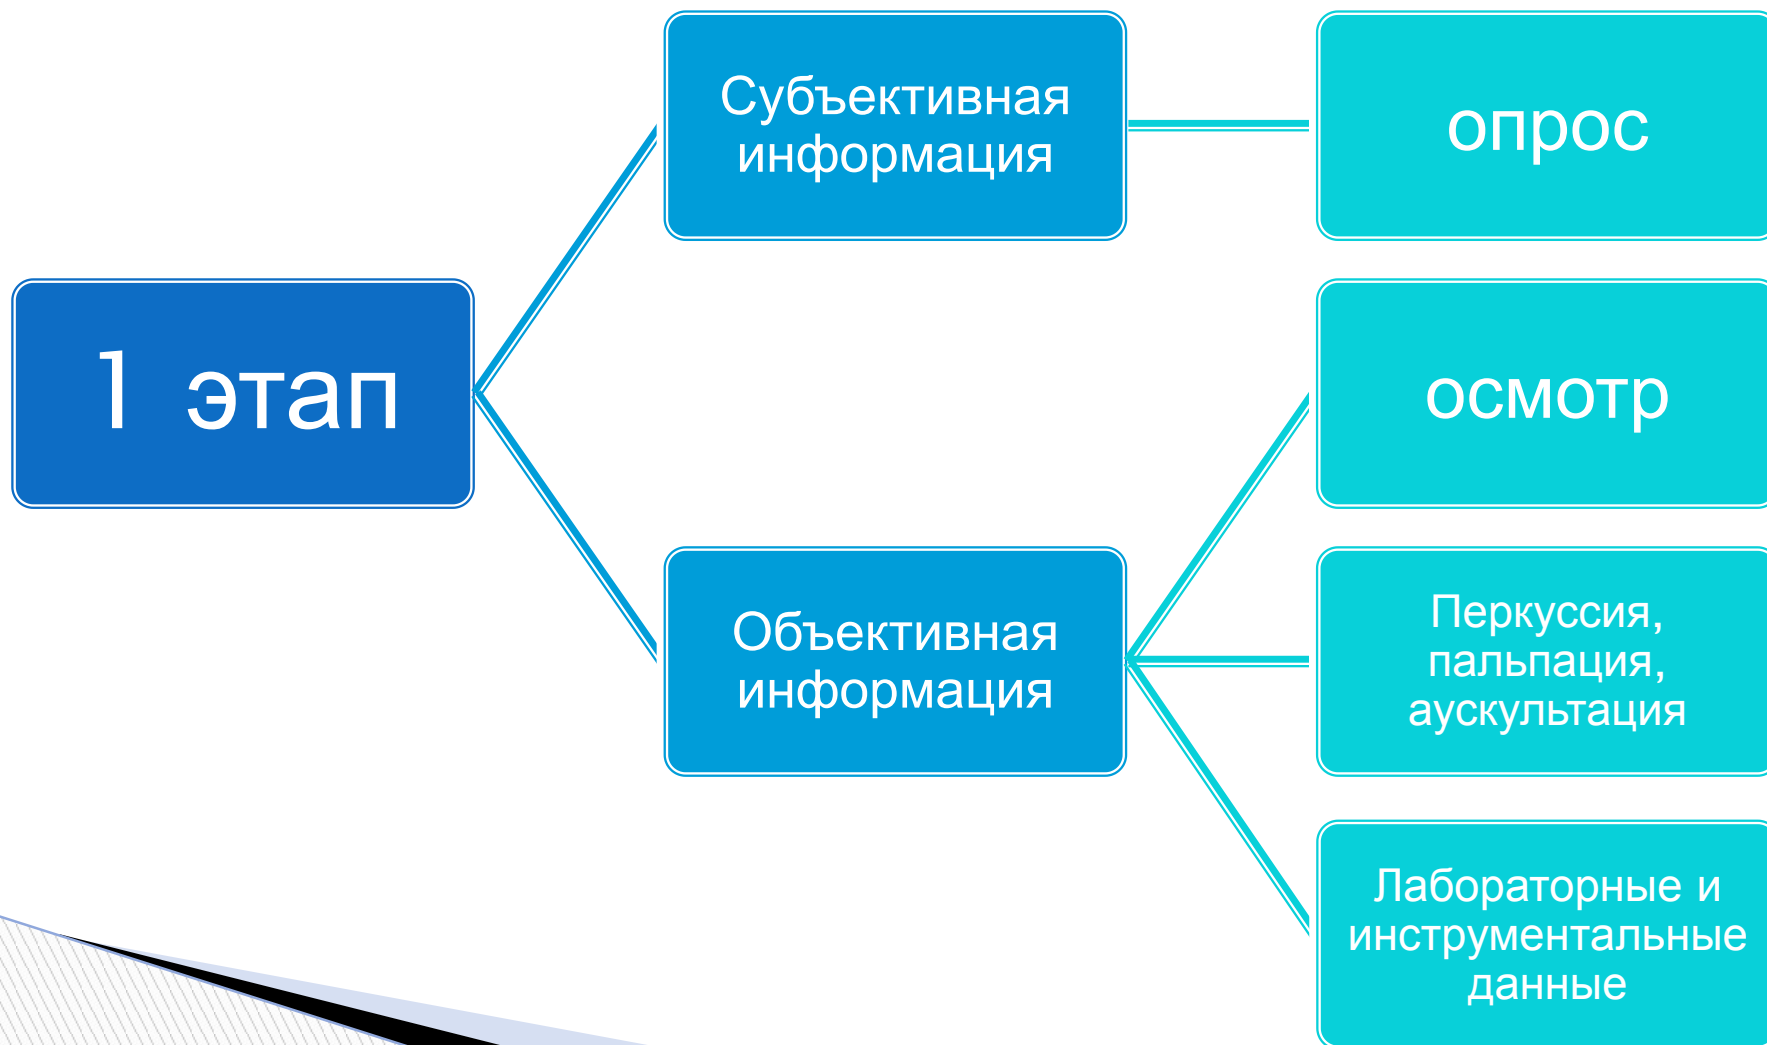 1 этап
Субъективная
информация
опрос
Объективная
информация
осмотр
Перкуссия,
пальпация,
аускультация
Лабораторные и
инструментальные
данные